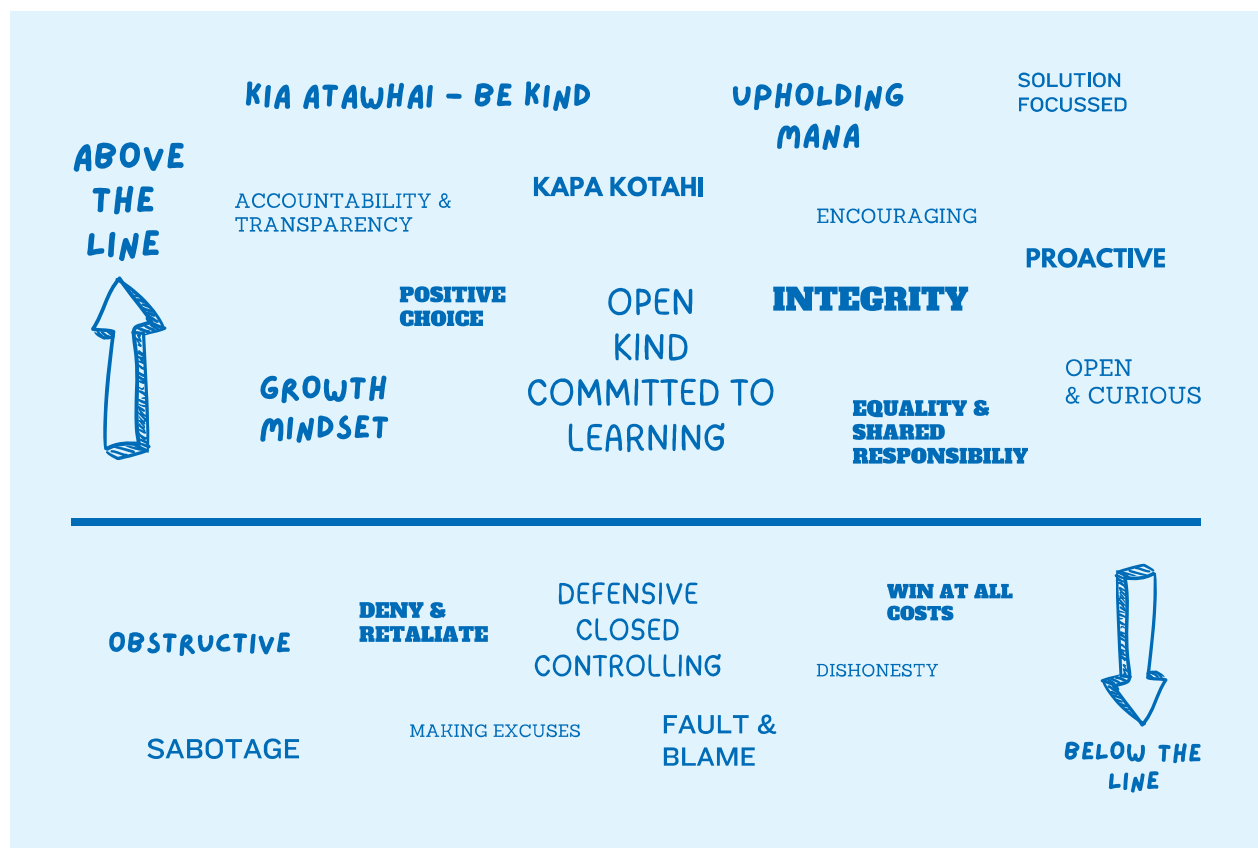 KIA ATAWHAI – BE KIND
UPHOLDING
MANA
SOLUTION
FOCUSSED
ABOVE
THE
LINE
ACCOUNTABILITY &
TRANSPARENCY
KAPA KOTAHI
ENCOURAGING
PROACTIVE
POSITIVE
CHOICE
OPEN
KIND
COMMITTED TO
LEARNING
INTEGRITY
GROWTH
MINDSET
EQUALITY &
SHARED
RESPONSIBILIY
OPEN
& CURIOUS
OBSTRUCTIVE
DENY &
RETALIATE
DEFENSIVE
CLOSED
CONTROLLING
WIN AT ALL
COSTS
DISHONESTY
SABOTAGE
MAKING EXCUSES
FAULT &
BLAME
BELOW THE
LINE